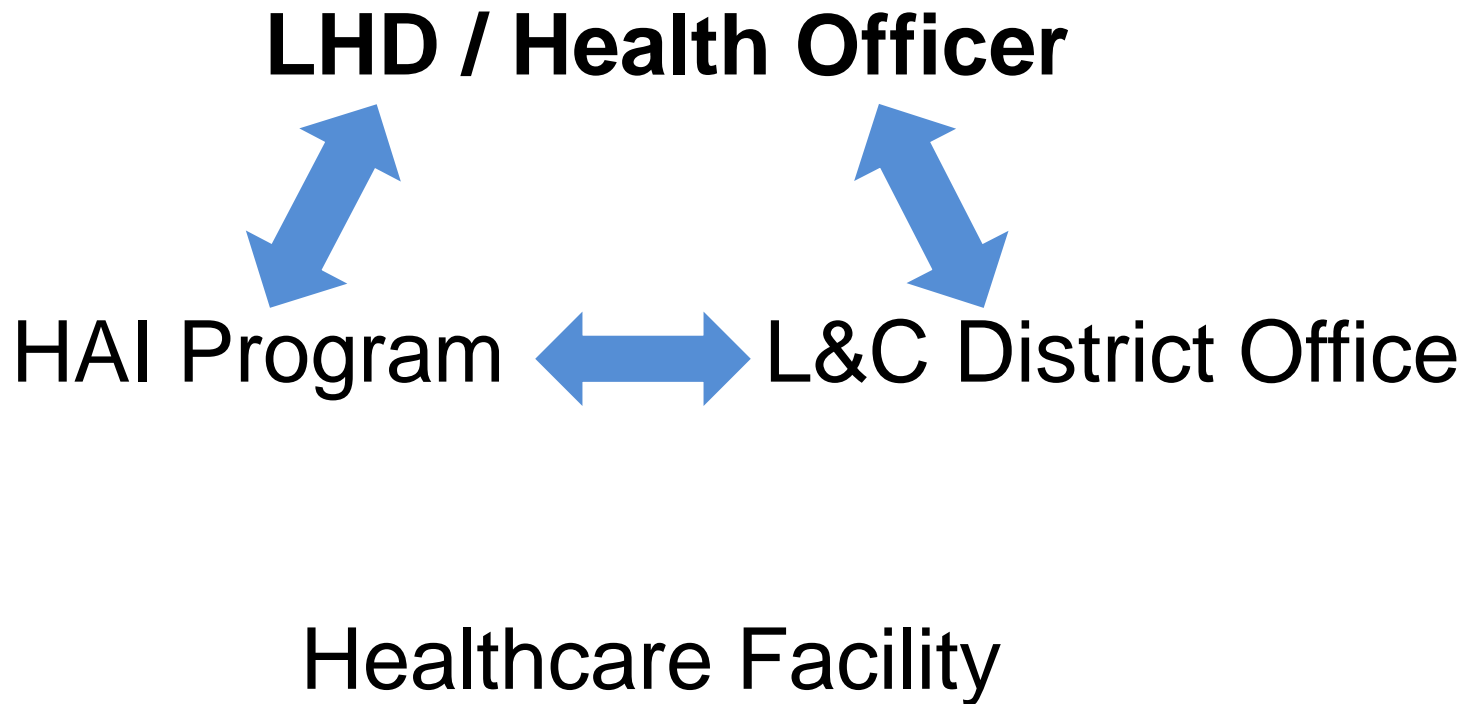 LHD / Health Officer
HAI Program
L&C District Office
Healthcare Facility